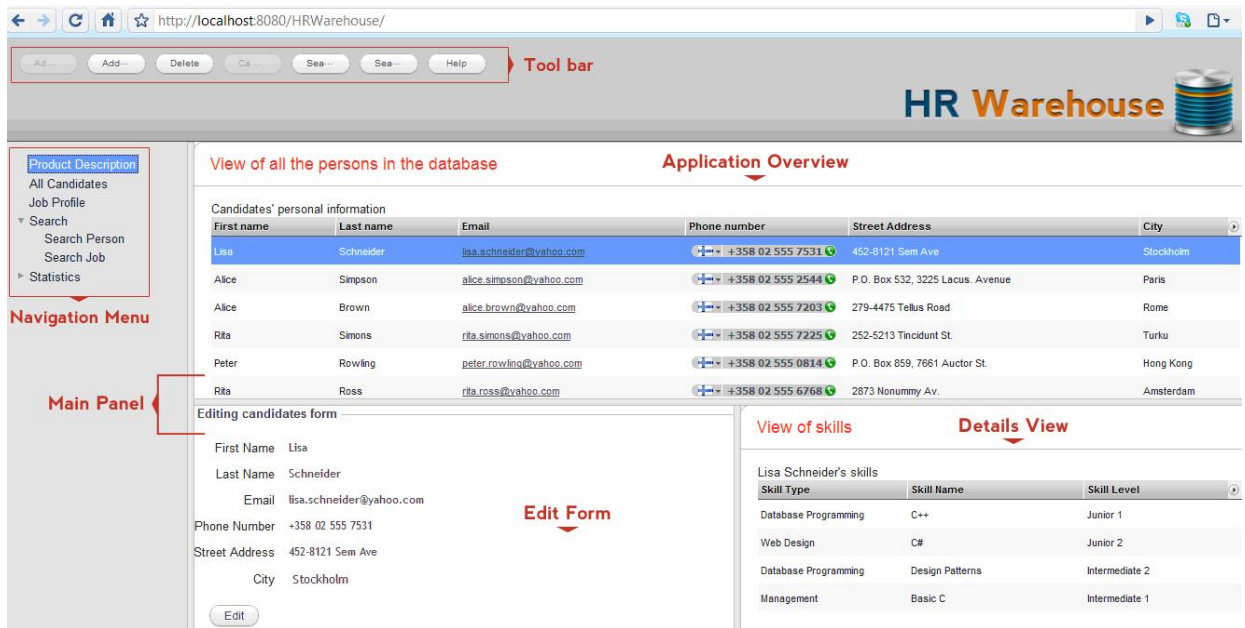 http://localhost:8080/HRWarehouse/
Ad... Add... Delete Ca... Sea... Sea... Help Tool bar
HR Warehouse
Product Description
All Candidates
Job Profile
Search
Search Person
Search Job
Statistics
Navigation Menu
Main Panel
View of all the persons in the database Application Overview
Candidates' personal information
First name Last name Email Phone number Street Address City
Lisa Schneider lisa.schneider@yahoo.com +358 02 555 7531 452-8121 Sem Ave Stockholm
Alice Simpson alice.simpson@yahoo.com +358 02 555 2544 P.O. Box 532, 3225 Lacus. Avenue Paris
Alice Brown alice.brown@yahoo.com +358 02 555 7203 279-4475 Tellus Road Rome
Rita Simons rita.simons@yahoo.com +358 02 555 7225 252-5213 Tincidunt St. Turku
Peter Rowling peter.rowling@yahoo.com +358 02 555 0814 P.O. Box 859, 7661 Auctor St. Hong Kong
Rita Ross rita.ross@yahoo.com +358 02 555 6768 2873 Nonummy Av. Amsterdam
Editing candidates form
First Name Lisa
Last Name Schneider
Email lisa.schneider@yahoo.com
Phone Number +358 02 555 7531
Street Address 452-8121 Sem Ave
City Stockholm
Edit
Edit Form
View of skills Details View
Lisa Schneider's skills
Skill Type Skill Name Skill Level
Database Programming C++ Junior 1
Web Design C# Junior 2
Database Programming Design Patterns Intermediate 2
Management Basic C Intermediate 1